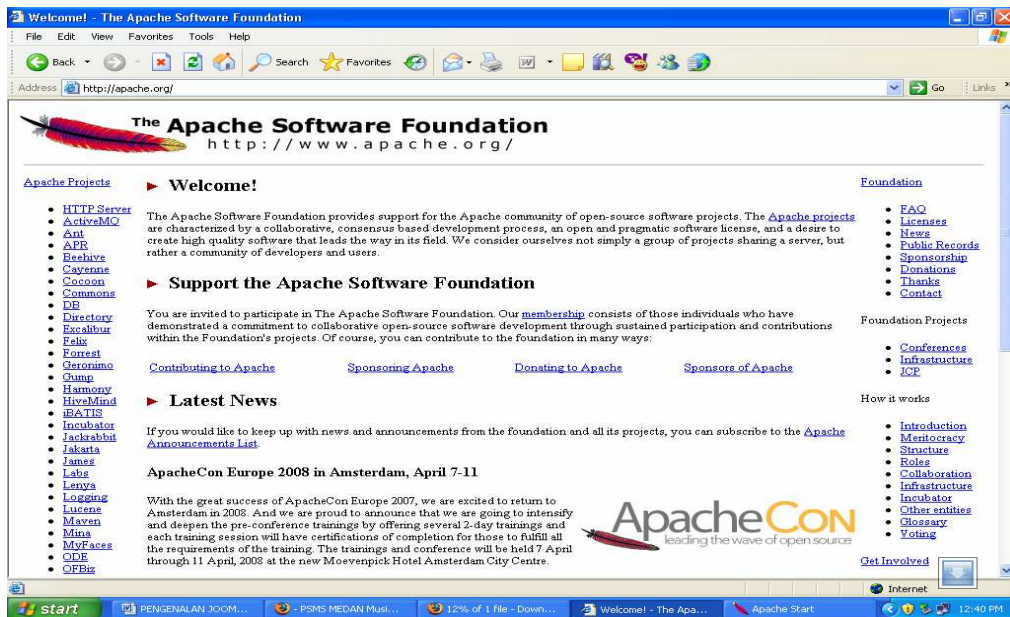 Welcome! - The Apache Software Foundation
File Edit View Favorites Tools Help
Back Search Favorites
Address http://apache.org/ Go Links
The Apache Software Foundation
http://www.apache.org/
Apache Projects
HTTP Server
ActiveMQ
Ant
APR
Beehive
Cayenne
Cocoon
Commons
DB
Directory
Excalibur
Felix
Forrest
Geronimo
Gump
Harmony
HiveMind
iBATIS
Incubator
Jackrabbit
Jakarta
James
Labs
Lenya
Logging
Lucene
Maven
Mina
MyFaces
ODE
OFBiz
Welcome!
The Apache Software Foundation provides support for the Apache community of open-source software projects. The Apache projects
are characterized by a collaborative, consensus based development process, an open and pragmatic software license, and a desire to
create high quality software that leads the way in its field. We consider ourselves not simply a group of projects sharing a server, but
rather a community of developers and users.
Support the Apache Software Foundation
You are invited to participate in The Apache Software Foundation. Our membership consists of those individuals who have
demonstrated a commitment to collaborative open-source software development through sustained participation and contributions
within the Foundation's projects. Of course, you can contribute to the foundation in many ways:
Contributing to Apache Sponsoring Apache Donating to Apache Sponsors of Apache
Latest News
If you would like to keep up with news and announcements from the foundation and all its projects, you can subscribe to the Apache
Announcements List.
ApacheCon Europe 2008 in Amsterdam, April 7-11
With the great success of ApacheCon Europe 2007, we are excited to return to
Amsterdam in 2008. And we are proud to announce that we are going to intensify
and deepen the pre-conference trainings by offering several 2-day trainings and
each training session will have certifications of completion for those to fulfill all
the requirements of the training. The trainings and conference will be held 7 April
through 11 April, 2008 at the new Moevenpick Hotel Amsterdam City Centre.
ApacheCon
leading the wave of open source
Foundation
FAQ
Licenses
News
Public Records
Sponsorship
Donations
Thanks
Contact
Foundation Projects
Conferences
Infrastructure
JCP
How it works
Introduction
Meritocracy
Structure
Roles
Collaboration
Infrastructure
Incubator
Other entities
Glossary
Voting
Get Involved
Internet
start PENGENALAN JOOM... - PSMS MEDAN Musi... 12% of 1 file - Down... Welcome! - The Apa... Apache Start 12:40 PM